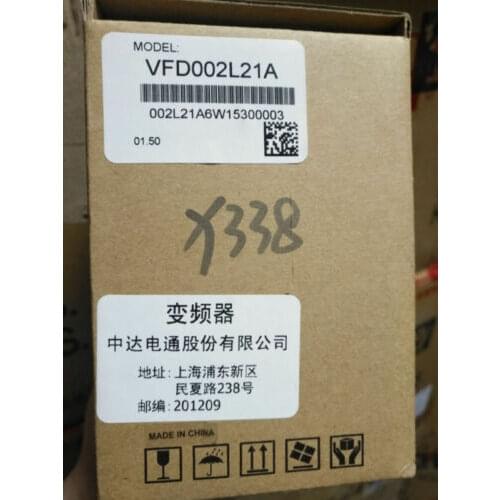 MODEL:
VFD002L21A
002L21A6W15300003
01.50
X338
变频器
中达电通股份有限公司
地址: 上海浦东新区
民夏路238号
邮编: 201209
MADE IN CHINA